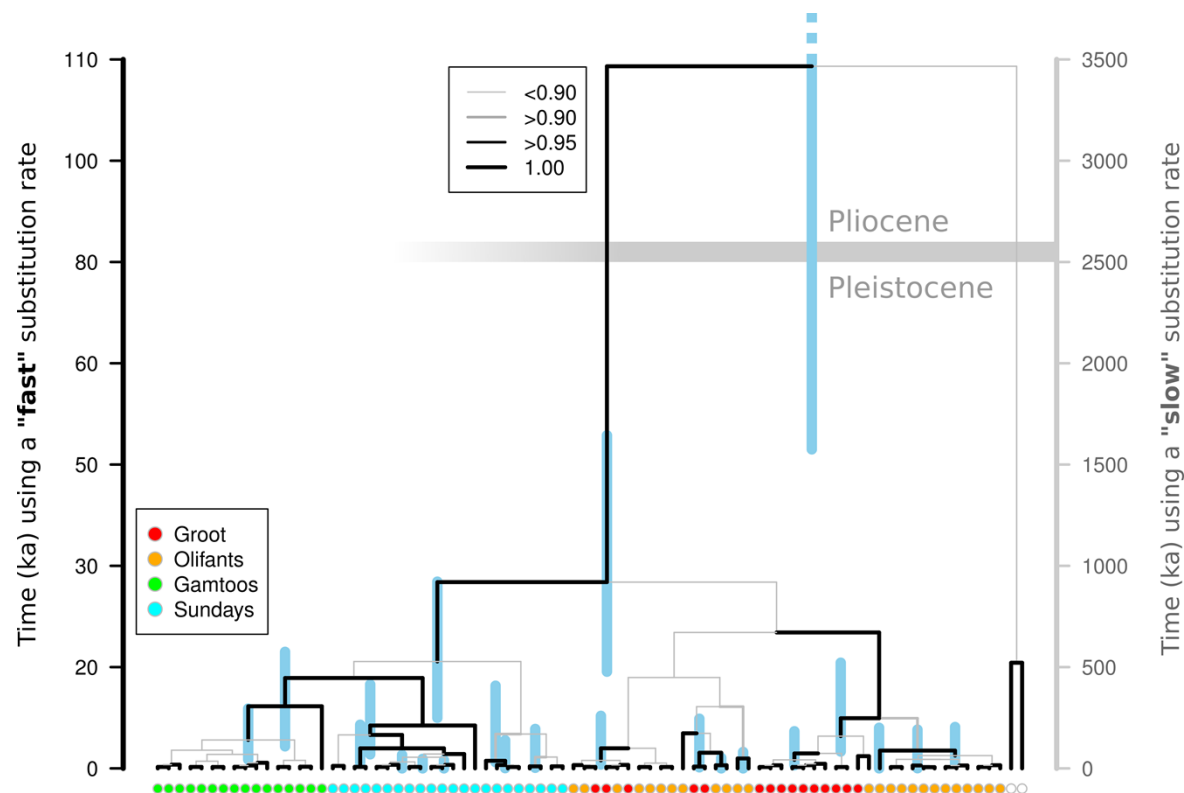 110
100
80
60
50
30
20
0
Time (ka) using a "fast" substitution rate
<0.90
>0.90
>0.95
1.00
Pliocene
Pleistocene
Groot
Olifants
Gamtoos
Sundays
3500
3000
2500
2000
1500
1000
500
0
Time (ka) using a "slow" substitution rate